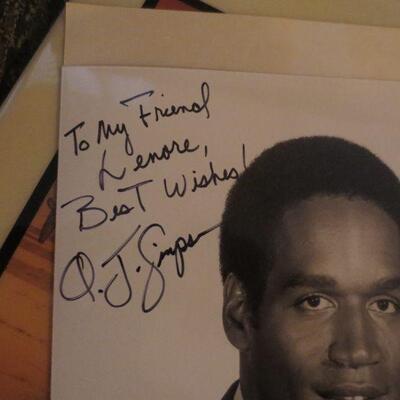 To My Friend
Lenore,
Best Wishes!
O.J. Simpson